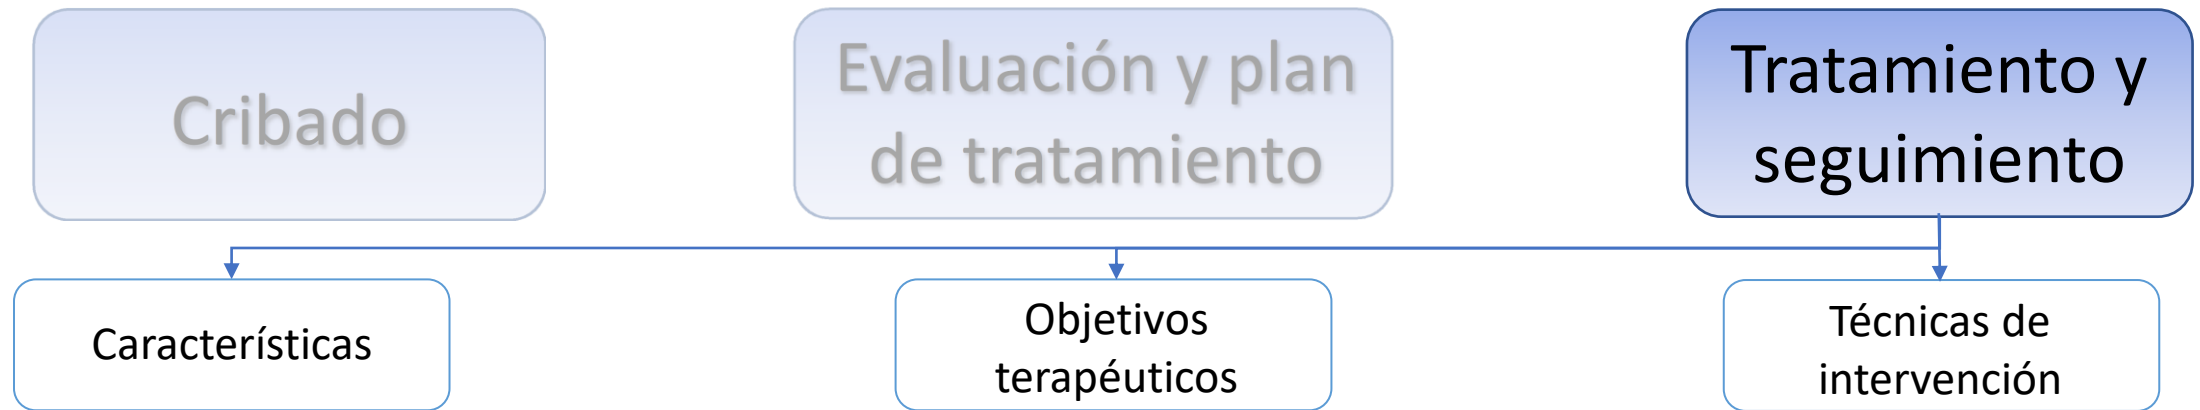 Cribado
Evaluación y plan
de tratamiento
Tratamiento y
seguimiento
Características
Objetivos
terapéuticos
Técnicas de
intervención